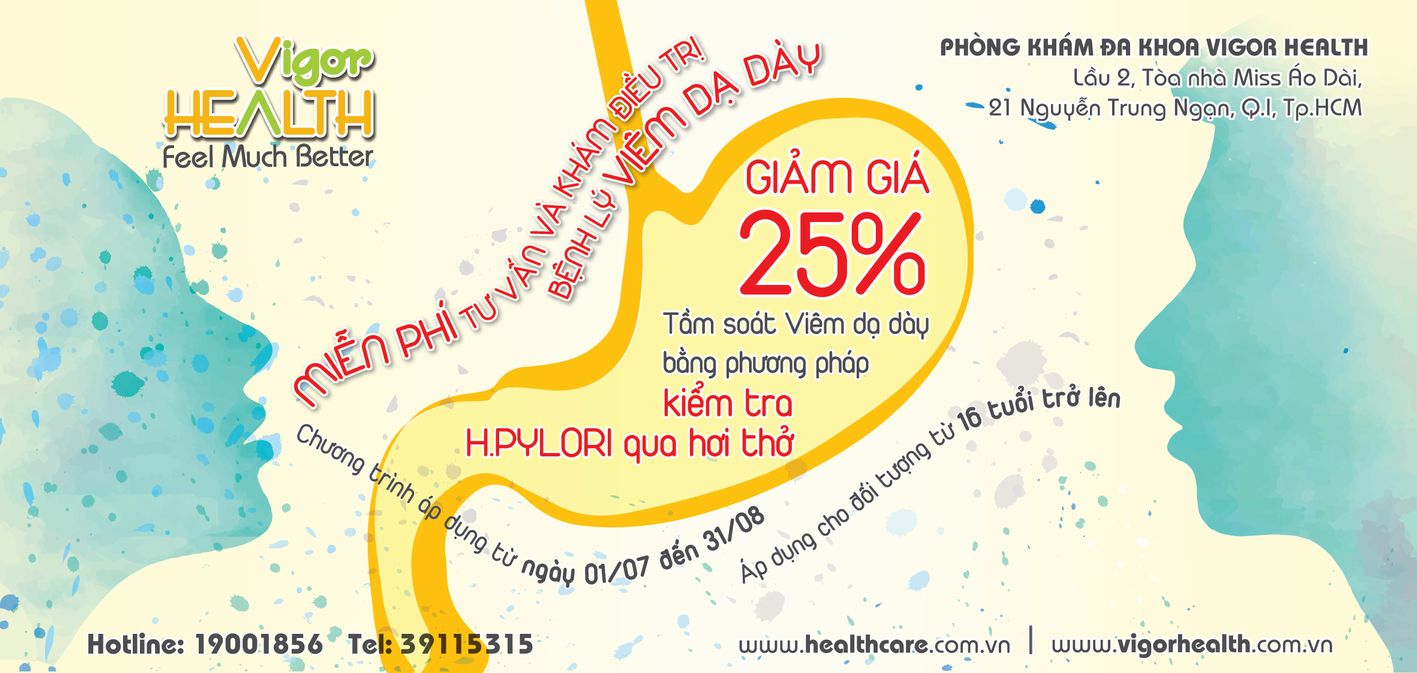 Vigor
HEALTH
Feel Much Better
PHÒNG KHÁM ĐA KHOA VIGOR HEALTH
Lầu 2, Tòa nhà Miss Áo Dài,
21 Nguyễn Trung Ngạn, Q.I, Tp.HCM
MIỄN PHÍ TƯ VẤN VÀ KHÁM ĐIỀU TRỊ
BỆNH LÝ VIÊM DẠ DÀY
GIẢM GIÁ
25%
Tầm soát Viêm dạ dày
bằng phương pháp
kiểm tra
H.PYLORI qua hơi thở
Chương trình áp dụng từ ngày 01/07 đến 31/08
Áp dụng cho đối tượng từ 16 tuổi trở lên
Hotline: 19001856 Tel: 39115315
www.healthcare.com.vn | www.vigorhealth.com.vn